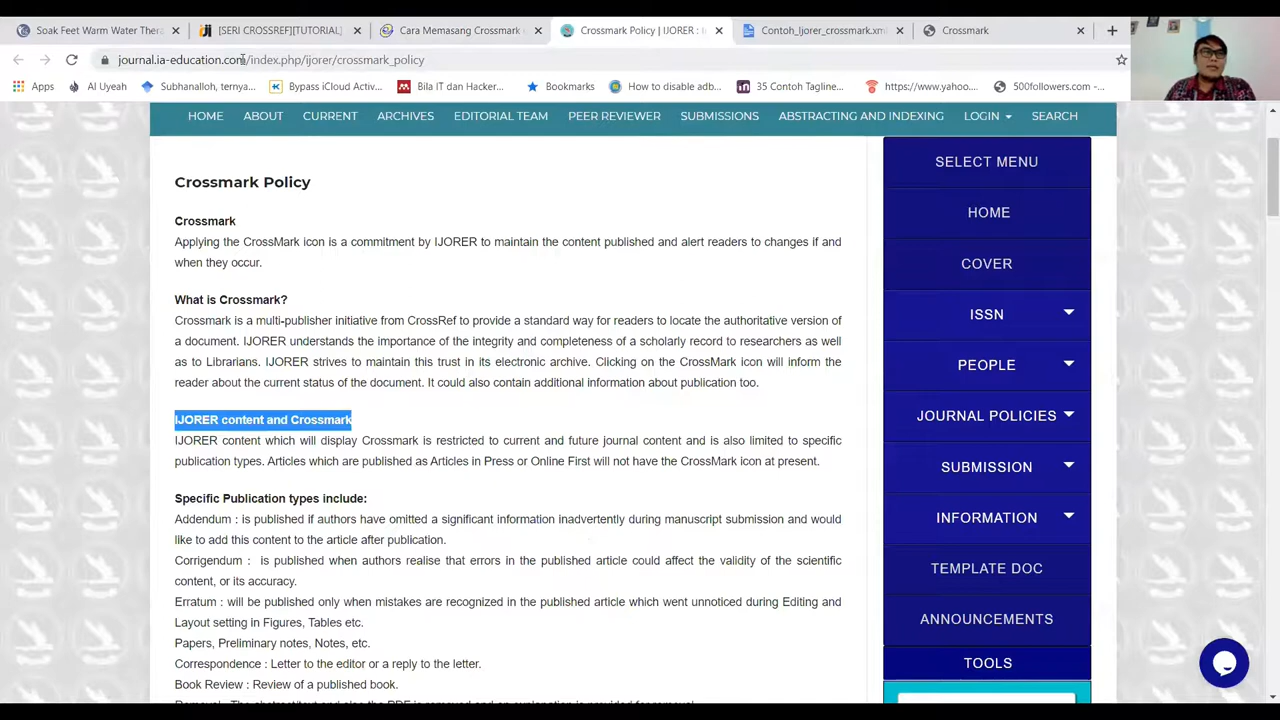 Soak Feet Warm Water Thera
[SERI CROSSREF][TUTORIAL]
Cara Memasang Crossmark
Crossmark Policy | IJORER : I
Contoh_Ijorer_crossmark.xml
Crossmark
journal.ia-education.com/index.php/ijorer/crossmark_policy
Apps
Al Uyeah
Subhanalloh, ternya...
Bypass iCloud Activ...
Bila IT dan Hacker...
Bookmarks
How to disable adb...
35 Contoh Tagline...
https://www.yahoo...
500followers.com -...
HOME ABOUT CURRENT ARCHIVES EDITORIAL TEAM PEER REVIEWER SUBMISSIONS ABSTRACTING AND INDEXING LOGIN SEARCH
Crossmark Policy
Crossmark
Applying the CrossMark icon is a commitment by IJORER to maintain the content published and alert readers to changes if and
when they occur.
What is Crossmark?
Crossmark is a multi-publisher initiative from CrossRef to provide a standard way for readers to locate the authoritative version of
a document. IJORER understands the importance of the integrity and completeness of a scholarly record to researchers as well
as to Librarians. IJORER strives to maintain this trust in its electronic archive. Clicking on the CrossMark icon will inform the
reader about the current status of the document. It could also contain additional information about publication too.
IJORER content and Crossmark
IJORER content which will display Crossmark is restricted to current and future journal content and is also limited to specific
publication types. Articles which are published as Articles in Press or Online First will not have the CrossMark icon at present.
Specific Publication types include:
Addendum : is published if authors have omitted a significant information inadvertently during manuscript submission and would
like to add this content to the article after publication.
Corrigendum : is published when authors realise that errors in the published article could affect the validity of the scientific
content, or its accuracy.
Erratum : will be published only when mistakes are recognized in the published article which went unnoticed during Editing and
Layout setting in Figures, Tables etc.
Papers, Preliminary notes, Notes, etc.
Correspondence : Letter to the editor or a reply to the letter.
Book Review : Review of a published book.
SELECT MENU
HOME
COVER
ISSN
PEOPLE
JOURNAL POLICIES
SUBMISSION
INFORMATION
TEMPLATE DOC
ANNOUNCEMENTS
TOOLS